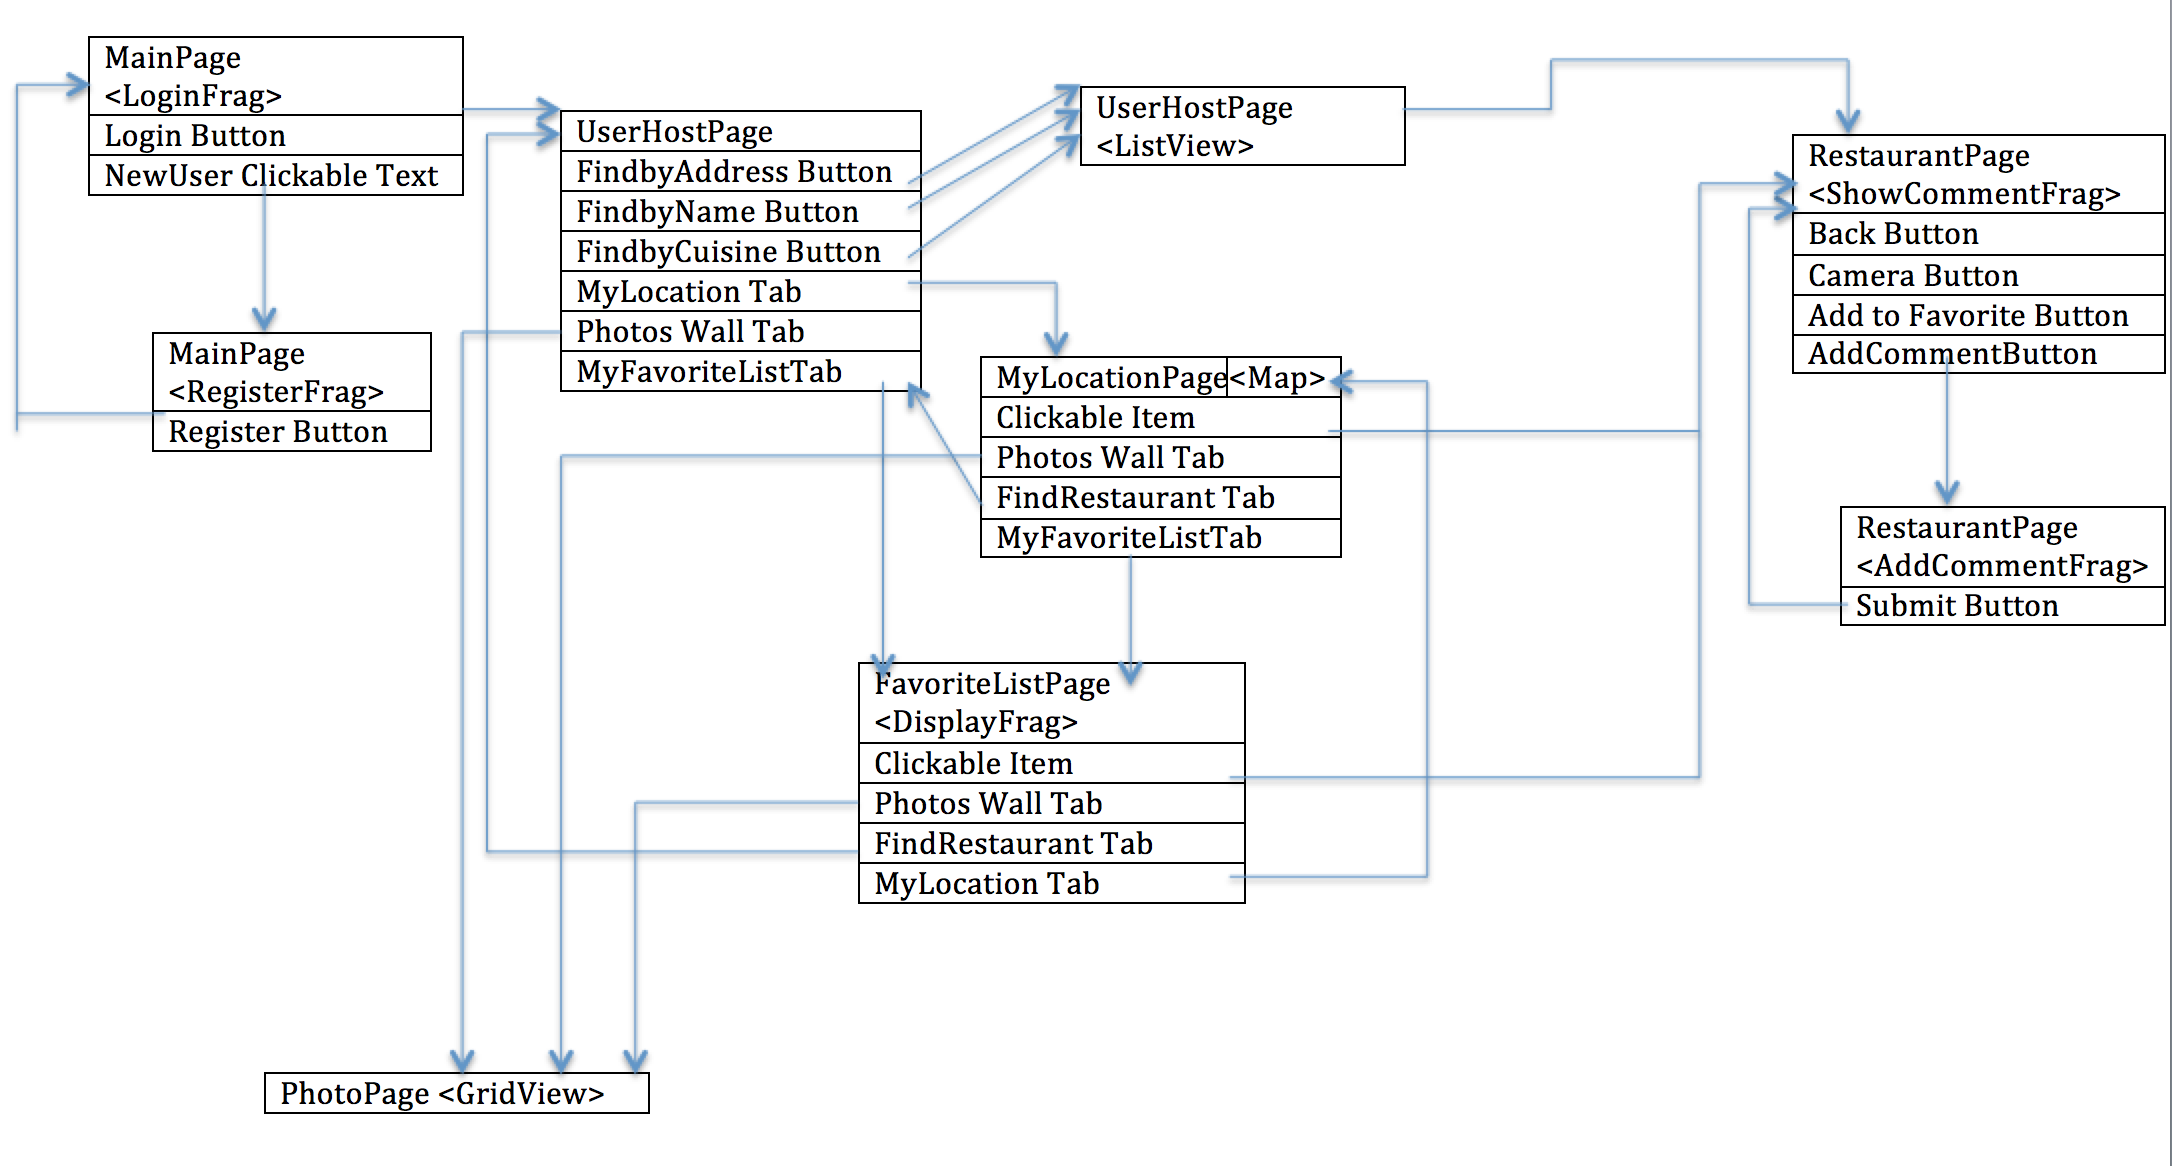 MainPage
<LoginFrag>
Login Button
NewUser Clickable Text
MainPage
<RegisterFrag>
Register Button
UserHostPage
FindbyAddress Button
FindbyName Button
FindbyCuisine Button
MyLocation Tab
Photos Wall Tab
MyFavoriteListTab
UserHostPage
<ListView>
MyLocationPage<Map>
Clickable Item
Photos Wall Tab
FindRestaurant Tab
MyFavoriteListTab
FavoriteListPage
<DisplayFrag>
Clickable Item
Photos Wall Tab
FindRestaurant Tab
MyLocation Tab
RestaurantPage
<ShowCommentFrag>
Back Button
Camera Button
Add to Favorite Button
AddCommentButton
RestaurantPage
<AddCommentFrag>
Submit Button
PhotoPage <GridView>